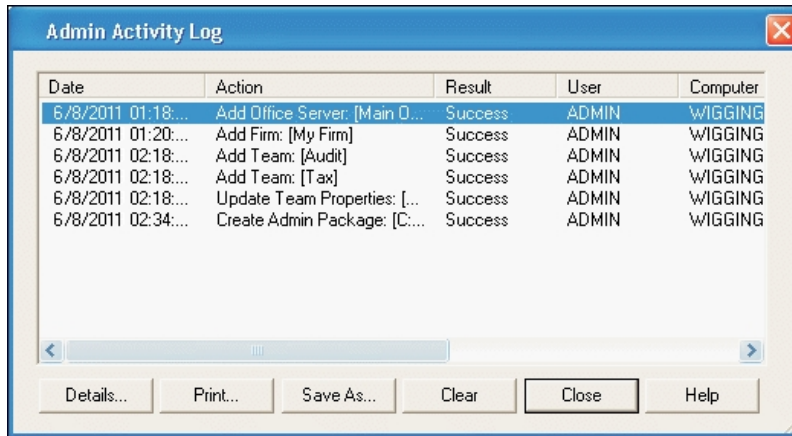 Admin Activity Log
Date Action Result User Computer
6/8/2011 01:18:... Add Office Server: [Main O... Success ADMIN WIGGING
6/8/2011 01:20:... Add Firm: [My Firm] Success ADMIN WIGGING
6/8/2011 02:18:... Add Team: [Audit] Success ADMIN WIGGING
6/8/2011 02:18:... Add Team: [Tax] Success ADMIN WIGGING
6/8/2011 02:18:... Update Team Properties: [... Success ADMIN WIGGING
6/8/2011 02:34:... Create Admin Package: [C:... Success ADMIN WIGGING
Details... Print... Save As... Clear Close Help